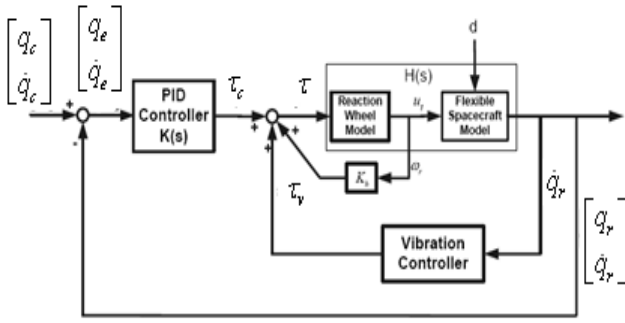 d
q_c
q̇_c
q_e
q̇_e
PID
Controller
K(s)
τ_c
τ
H(s)
Reaction
Wheel
Model
u_r
Flexible
Spacecraft
Model
+
-
+
+
+
K_s
ω_r
τ_v
q̇_r
Vibration
Controller
q_r
q̇_r